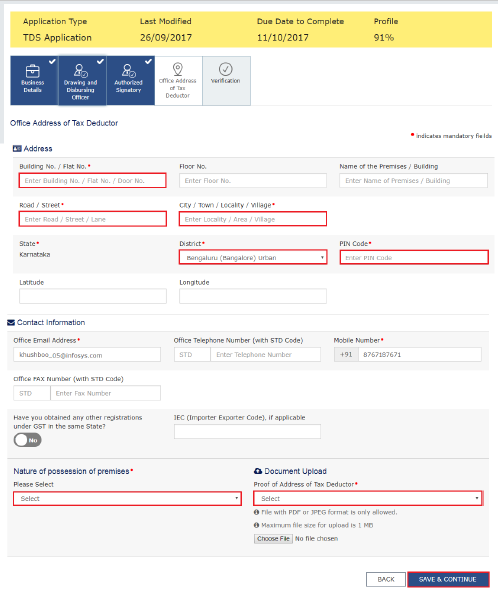 Application Type Last Modified Due Date to Complete Profile
TDS Application 26/09/2017 11/10/2017 91%
Business Details
Drawing and Disbursing Officer
Authorized Signatory
Office Address of Tax Deductor
Verification
Office Address of Tax Deductor
• indicates mandatory fields
Address
Building No. / Flat No.• Floor No. Name of the Premises / Building
Enter Building No. / Flat No. / Door No. Enter Floor No. Enter Name of Premises / Building
Road / Street• City / Town / Locality / Village•
Enter Road / Street / Lane Enter Locality / Area / Village
State• District• PIN Code•
Karnataka Bengaluru (Bangalore) Urban Enter PIN Code
Latitude Longitude
Contact Information
Office Email Address• Office Telephone Number (with STD Code) Mobile Number•
khushboo_05@infosys.com STD Enter Telephone Number +91 8767187671
Office FAX Number (with STD Code)
STD Enter Fax Number
Have you obtained any other registrations IEC (Importer Exporter Code), if applicable
under GST in the same State?
No
Nature of possession of premises• Document Upload
Please Select Proof of Address of Tax Deductor•
Select Select
File with PDF or JPEG format is only allowed.
Maximum file size for upload is 1 MB
Choose File No file chosen
BACK SAVE & CONTINUE